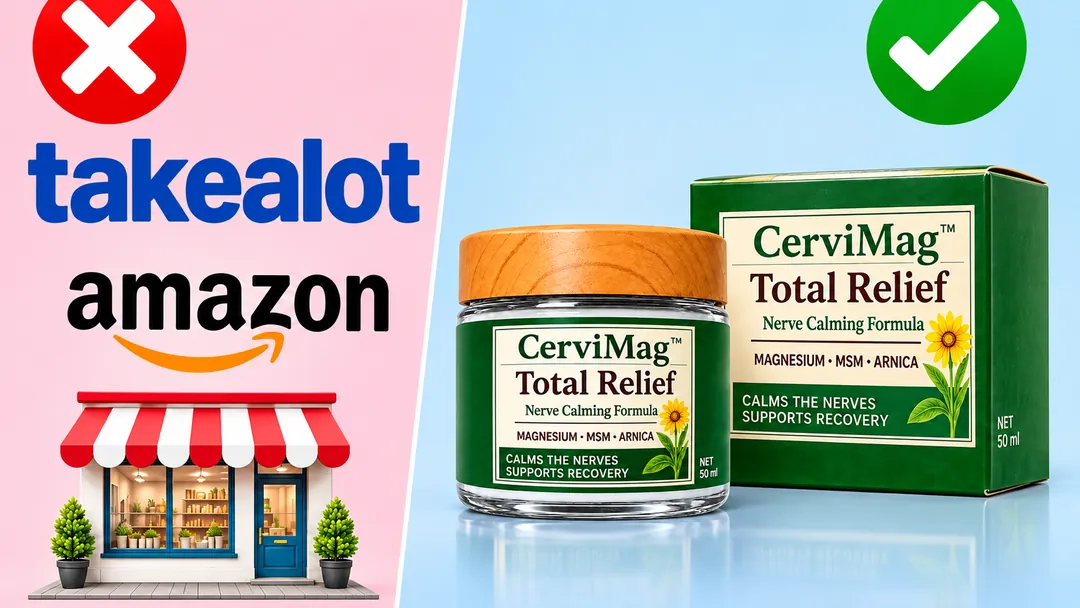 takealot
amazon
CerviMag™
Total Relief
Nerve Calming Formula
MAGNESIUM • MSM • ARNICA
CALMS THE NERVES
SUPPORTS RECOVERY
NET
50 ml
CerviMag™
Total Relief
Nerve Calming Formula
MAGNESIUM • MSM • ARNICA
CALMS THE NERVES
SUPPORTS RECOVERY
NET
50 ml